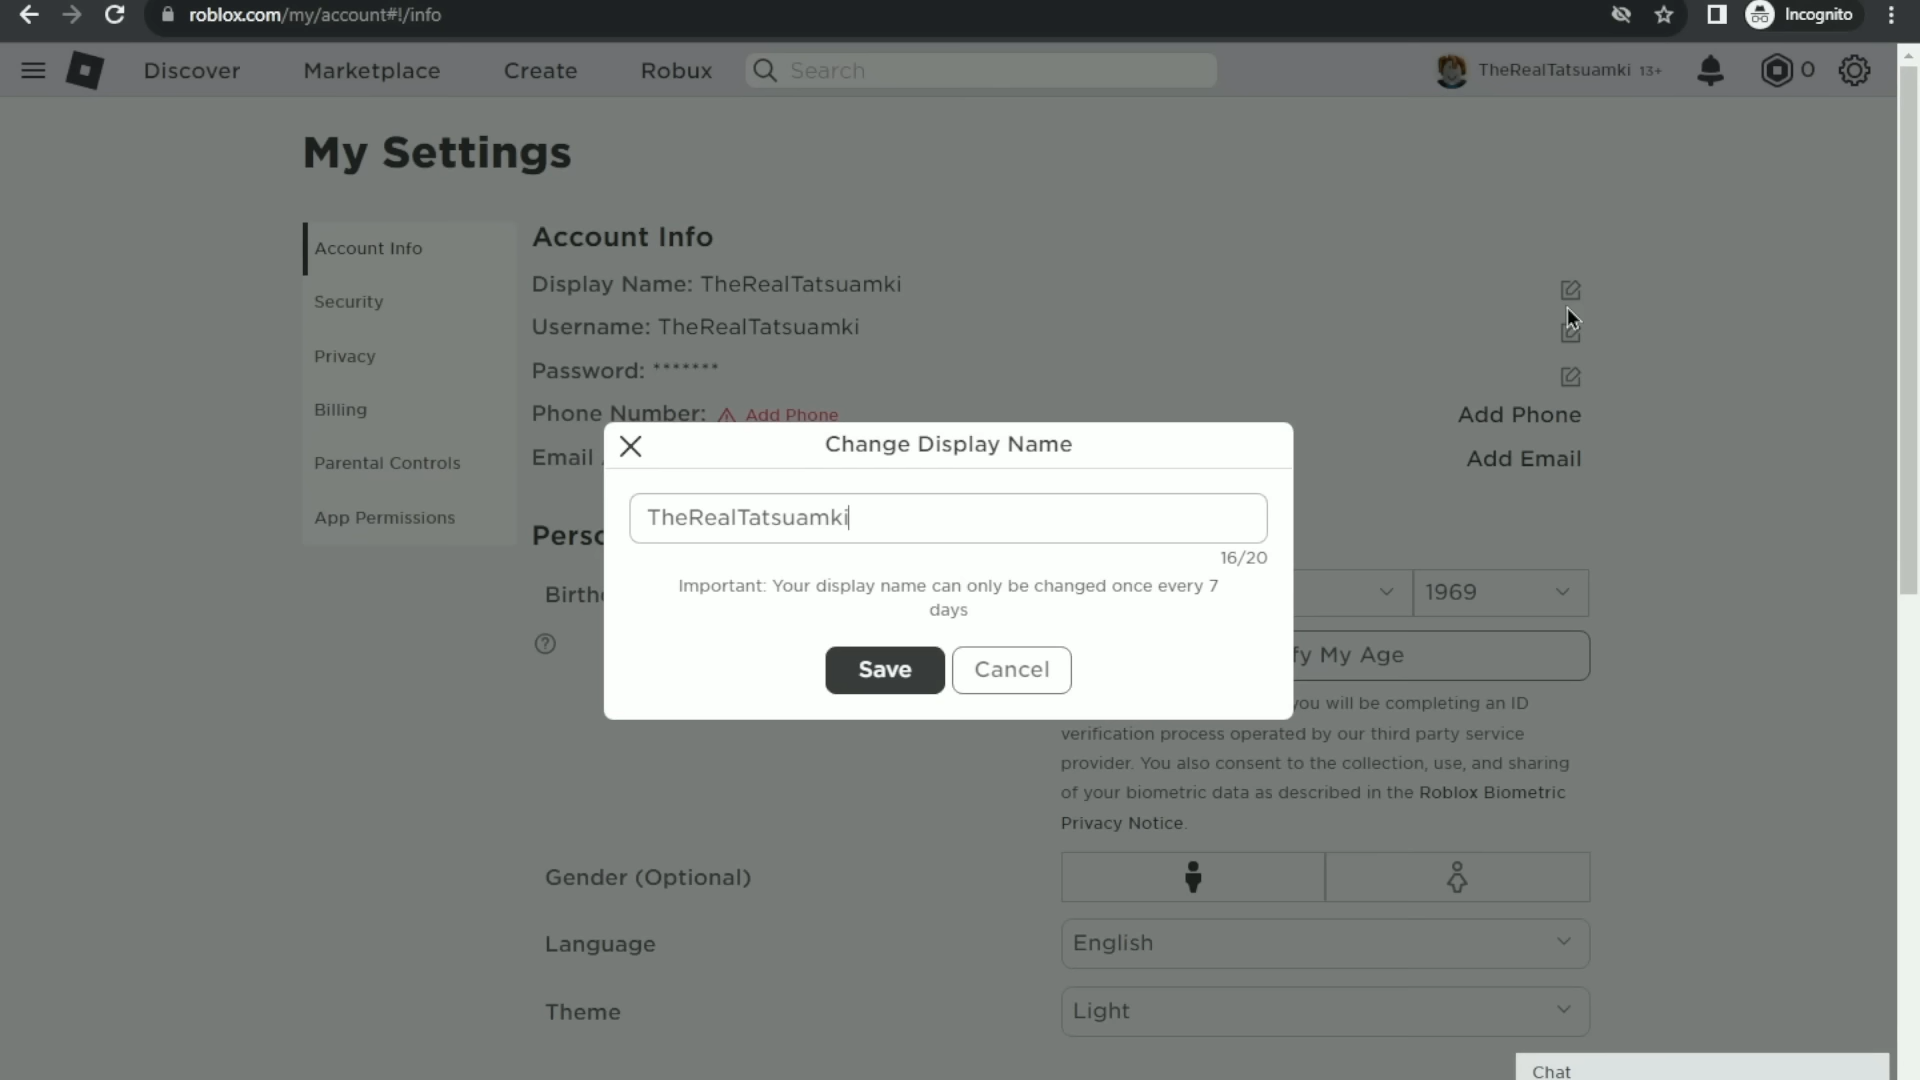 roblox.com/my/account#!/info
Incognito
Discover
Marketplace
Create
Robux
Search
TheRealTatsuamki 13+
0
My Settings
Account Info
Security
Privacy
Billing
Parental Controls
App Permissions
Account Info
Display Name: TheRealTatsuamki
Username: TheRealTatsuamki
Password: *******
Phone Number: Add Phone
Add Phone
Email
Add Email
Change Display Name
TheRealTatsuamki
16/20
Important: Your display name can only be changed once every 7
days
Save
Cancel
1969
fy My Age
you will be completing an ID
verification process operated by our third party service
provider. You also consent to the collection, use, and sharing
of your biometric data as described in the Roblox Biometric
Privacy Notice.
Gender (Optional)
Language
English
Theme
Light
Chat